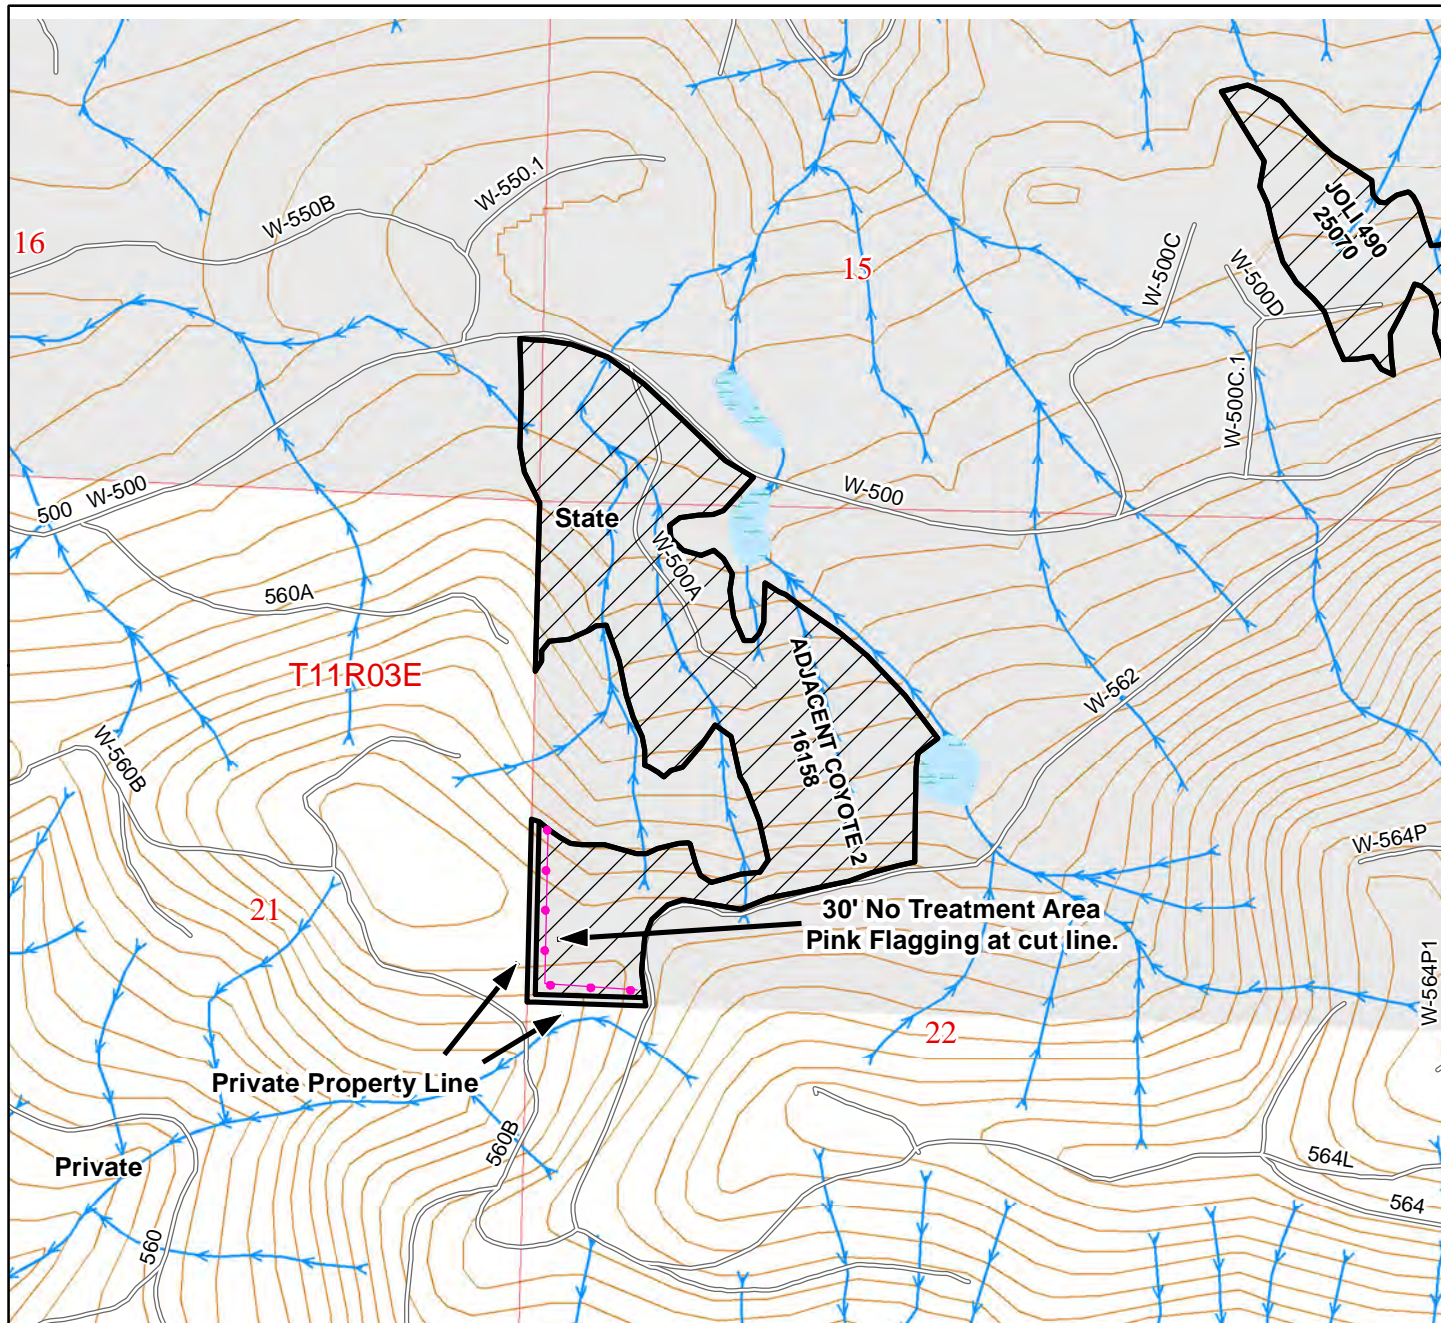 W-550.1
W-550B
16
15
W-500C
W-500D
JOLI 490
25070
W-500C.1
500
W-500
W-500
State
W-500A
560A
T11R03E
W-562
ADJACENT COYOTE 2
16158
W-560B
W-564P
21
30' No Treatment Area
Pink Flagging at cut line.
W-564P1
22
Private Property Line
560B
Private
564L
564
560